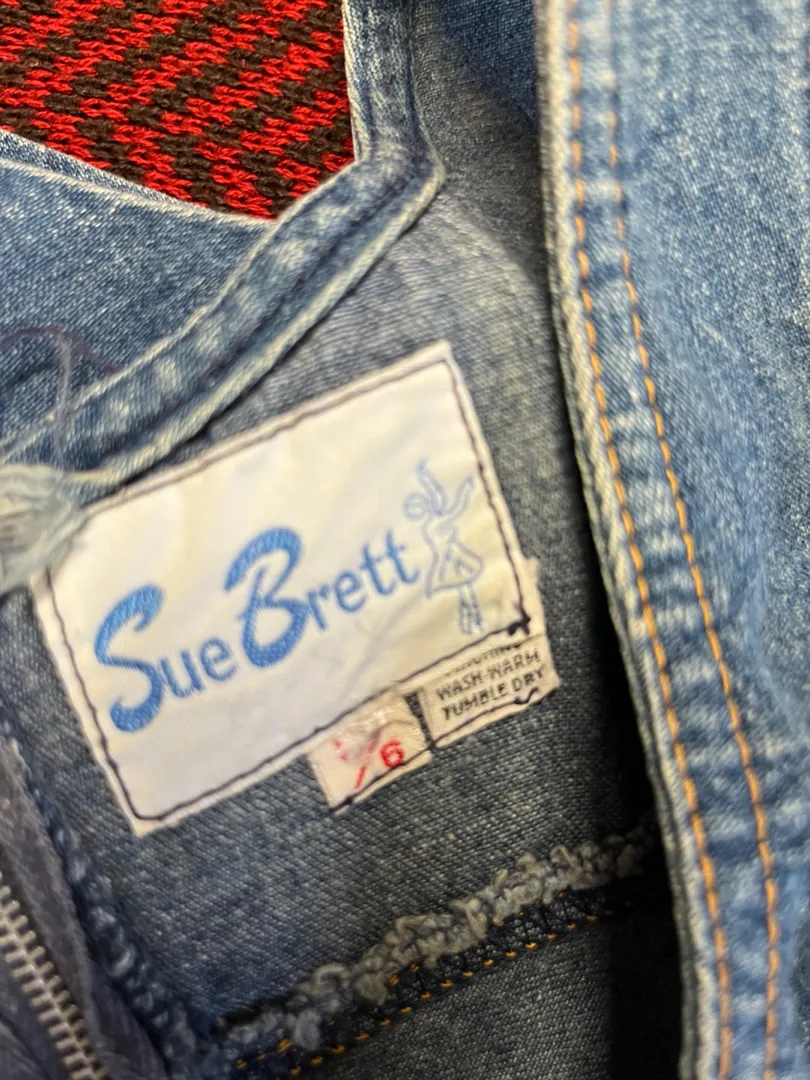 Sue Brett
WASH-WARM
TUMBLE DRY
/6